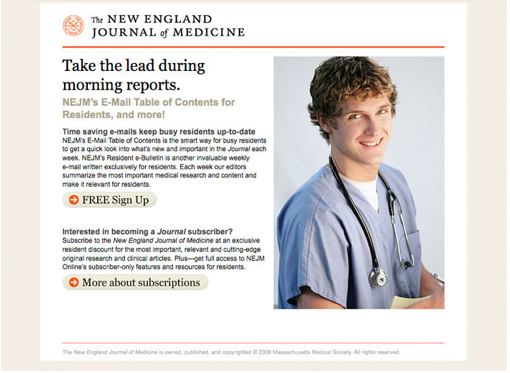 The NEW ENGLAND
JOURNAL of MEDICINE
Take the lead during
morning reports.
NEJM's E-Mail Table of Contents for
Residents, and more!
Time saving e-mails keep busy residents up-to-date
NEJM's E-Mail Table of Contents is the smart way for busy residents
to get a quick look into what's new and important in the Journal each
week. NEJM's Resident e-Bulletin is another invaluable weekly
e-mail written exclusively for residents. Each week our editors
summarize the most important medical research and content and
make it relevant for residents.
FREE Sign Up
Interested in becoming a Journal subscriber?
Subscribe to the New England Journal of Medicine at an exclusive
resident discount for the most important, relevant and cutting-edge
original research and clinical articles. Plus—get full access to NEJM
Online's subscriber-only features and resources for residents.
More about subscriptions
The New England Journal of Medicine is owned, published, and copyrighted © 2008 Massachusetts Medical Society. All rights reserved.